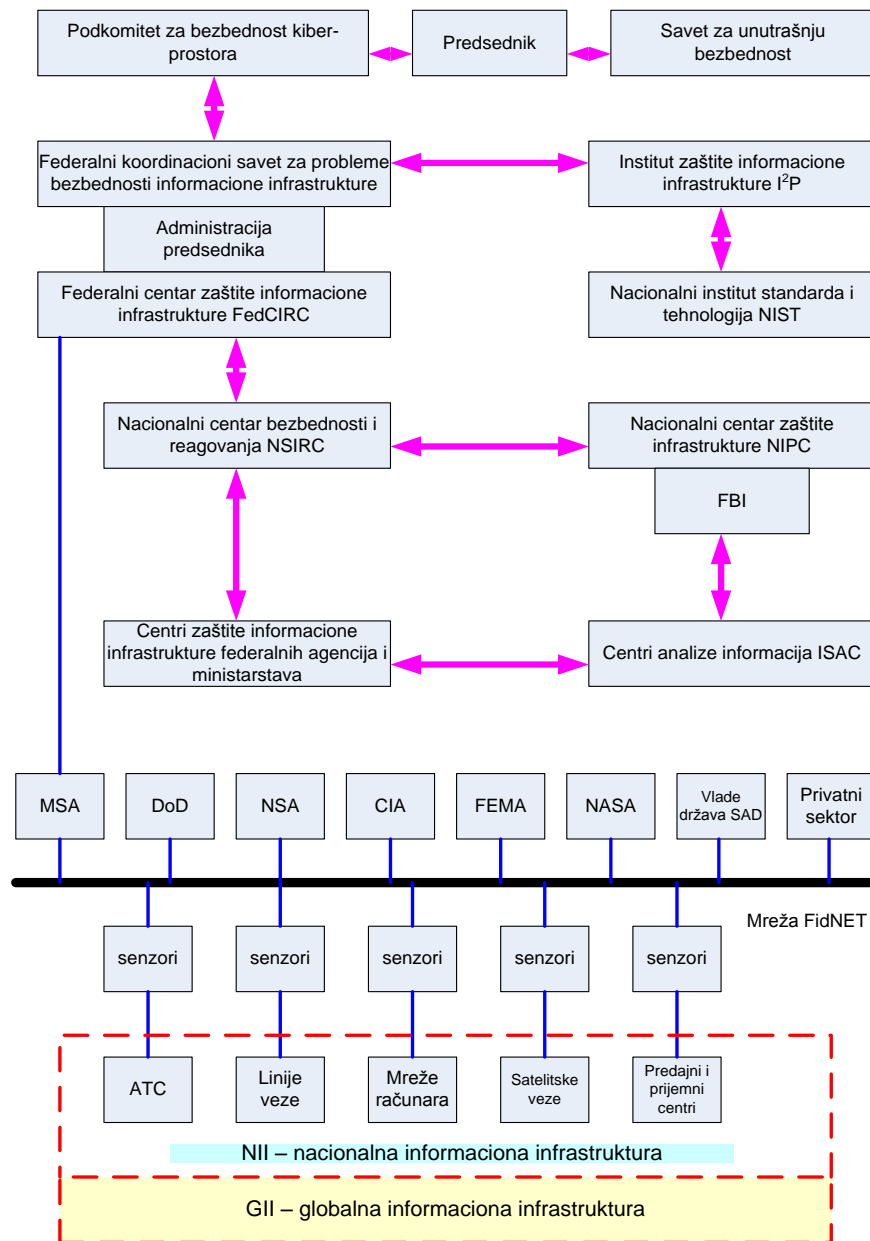 Podkomitet za bezbednost kiber-
prostora
Predsednik
Savet za unutrašnju
bezbednost
Federalni koordinacioni savet za probleme
bezbednosti informacione infrastrukture
Institut zaštite informacione
infrastrukture I²P
Administracija
predsednika
Federalni centar zaštite informacione
infrastrukture FedCIRC
Nacionalni institut standarda i
tehnologija NIST
Nacionalni centar bezbednosti i
reagovanja NSIRC
Nacionalni centar zaštite
infrastrukture NIPC
FBI
Centri zaštite informacione
infrastrukture federalnih agencija i
ministarstava
Centri analize informacija ISAC
MSA
DoD
NSA
CIA
FEMA
NASA
Vlade
država SAD
Privatni
sektor
Mreža FidNET
senzori
senzori
senzori
senzori
senzori
ATC
Linije
veze
Mreže
računara
Satelitske
veze
Predajni i
prijemni
centri
NII – nacionalna informaciona infrastruktura
GII – globalna informaciona infrastruktura